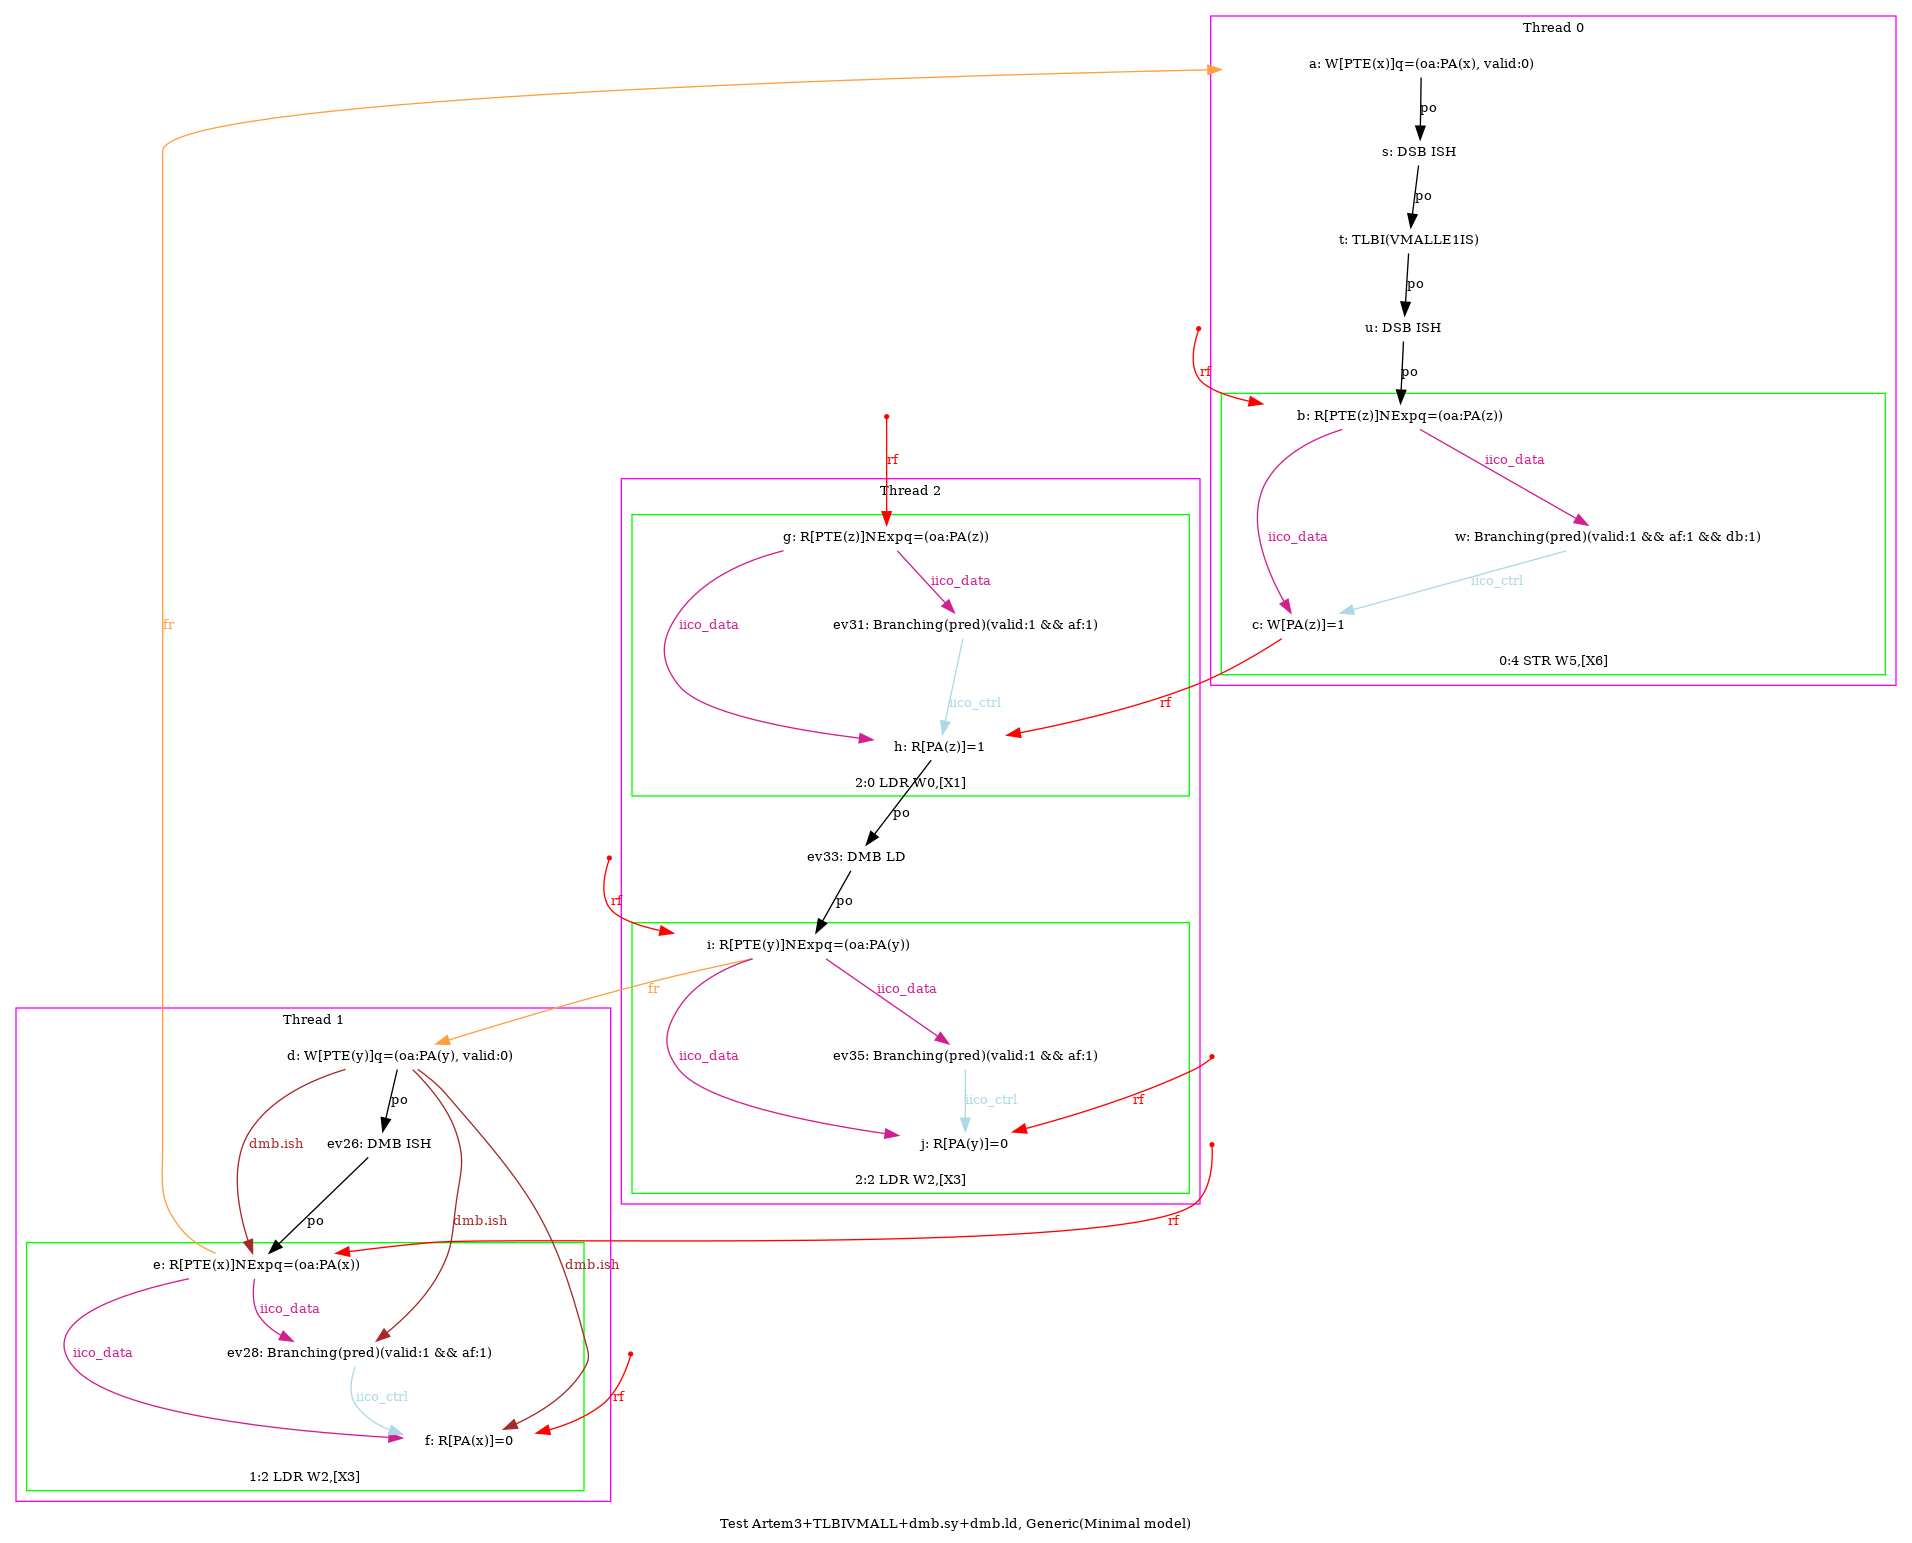 Thread 0
a: W[PTE(x)]q=(oa:PA(x), valid:0)
po
s: DSB ISH
po
t: TLBI(VMALLE1IS)
po
u: DSB ISH
rf
po
b: R[PTE(z)]NExpq=(oa:PA(z))
iico_data
w: Branching(pred)(valid:1 && af:1 && db:1)
iico_data
iico_ctrl
c: W[PA(z)]=1
0:4 STR W5,[X6]
rf
rf
Thread 2
g: R[PTE(z)]NExpq=(oa:PA(z))
iico_data
iico_data
ev31: Branching(pred)(valid:1 && af:1)
iico_ctrl
h: R[PA(z)]=1
2:0 LDR W0,[X1]
po
ev33: DMB LD
rf
po
i: R[PTE(y)]NExpq=(oa:PA(y))
fr
iico_data
iico_data
ev35: Branching(pred)(valid:1 && af:1)
iico_ctrl
rf
j: R[PA(y)]=0
2:2 LDR W2,[X3]
rf
fr
Thread 1
d: W[PTE(y)]q=(oa:PA(y), valid:0)
po
dmb.ish
ev26: DMB ISH
po
dmb.ish
dmb.ish
e: R[PTE(x)]NExpq=(oa:PA(x))
iico_data
iico_data
ev28: Branching(pred)(valid:1 && af:1)
iico_ctrl
rf
f: R[PA(x)]=0
1:2 LDR W2,[X3]
Test Artem3+TLBIVMALL+dmb.sy+dmb.ld, Generic(Minimal model)